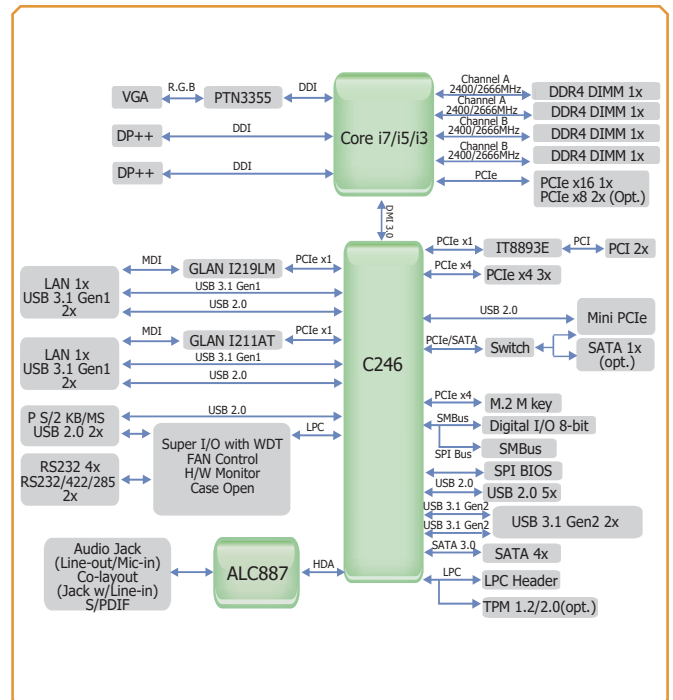 VGA
R.G.B
PTN3355
DDI
DP++
DDI
DP++
DDI
Core i7/i5/i3
Channel A
2400/2666MHz
DDR4 DIMM 1x
Channel A
2400/2666MHz
DDR4 DIMM 1x
Channel B
2400/2666MHz
DDR4 DIMM 1x
Channel B
2400/2666MHz
DDR4 DIMM 1x
PCIe
PCIe x16 1x
PCIe x8 2x (Opt.)
DMI 3.0
C246
LAN 1x
USB 3.1 Gen1
2x
MDI
GLAN I219LM
PCIe x1
USB 3.1 Gen1
USB 2.0
LAN 1x
USB 3.1 Gen1
2x
MDI
GLAN I211AT
PCIe x1
USB 3.1 Gen1
USB 2.0
P S/2 KB/MS
USB 2.0 2x
USB 2.0
LPC
Super I/O with WDT
FAN Control
H/W Monitor
Case Open
RS232 4x
RS232/422/285
2x
Audio Jack
(Line-out/Mic-in)
Co-layout
(Jack w/Line-in)
S/PDIF
ALC887
HDA
PCIe x1
IT8893E
PCI
PCI 2x
PCIe x4
PCIe x4 3x
USB 2.0
Mini PCIe
PCIe/SATA
Switch
SATA 1x
(opt.)
PCIe x4
M.2 M key
SMBus
Digital I/O 8-bit
SMBus
SPI Bus
SPI BIOS
USB 2.0
USB 2.0 5x
USB 3.1 Gen2
USB 3.1 Gen2
USB 3.1 Gen2 2x
SATA 3.0
SATA 4x
LPC
LPC Header
TPM 1.2/2.0(opt.)